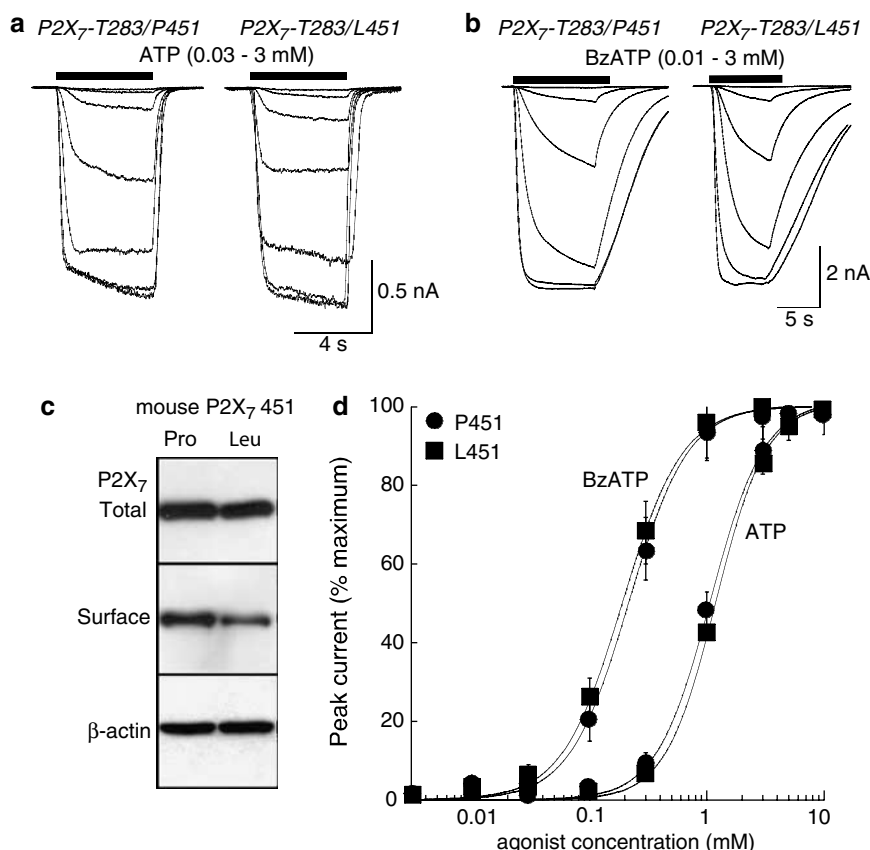 a
P2X7-T283/P451
P2X7-T283/L451
ATP (0.03 - 3 mM)
0.5 nA
4 s
b
P2X7-T283/P451
P2X7-T283/L451
BzATP (0.01 - 3 mM)
2 nA
5 s
c
mouse P2X7 451
Pro
Leu
P2X7
Total
Surface
β-actin
d
P451
L451
BzATP
ATP
Peak current (% maximum)
100
80
60
40
20
0
0.01
0.1
1
10
agonist concentration (mM)